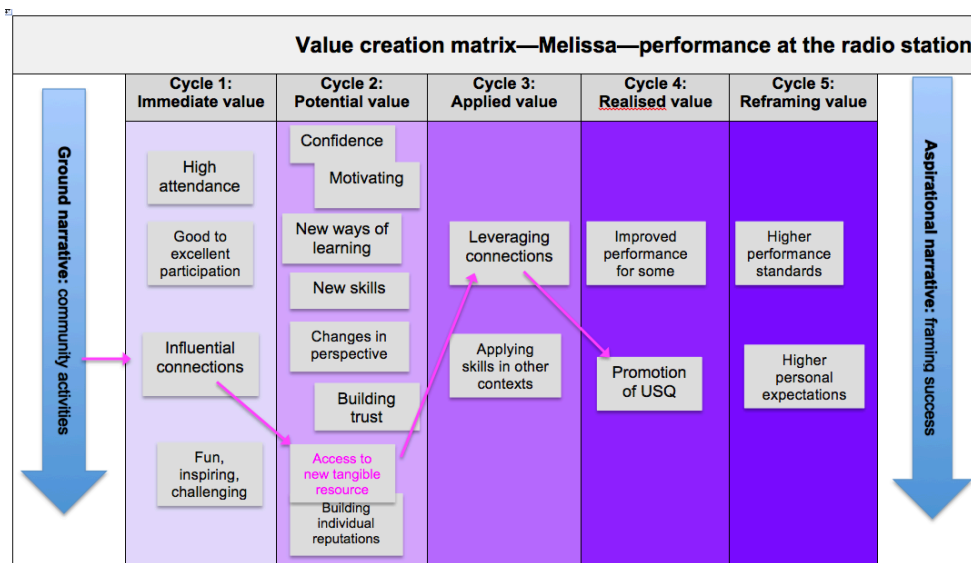 Value creation matrix—Melissa—performance at the radio station
Ground narrative: community activities
Cycle 1:
Immediate value
High
attendance
Good to
excellent
participation
Influential
connections
Fun,
inspiring,
challenging
Cycle 2:
Potential value
Confidence
Motivating
New ways of
learning
New skills
Changes in
perspective
Building
trust
Access to
new tangible
resource
Building
individual
reputations
Cycle 3:
Applied value
Leveraging
connections
Applying
skills in other
contexts
Cycle 4:
Realised value
Improved
performance
for some
Promotion
of USQ
Cycle 5:
Reframing value
Higher
performance
standards
Higher
personal
expectations
Aspirational narrative: framing success